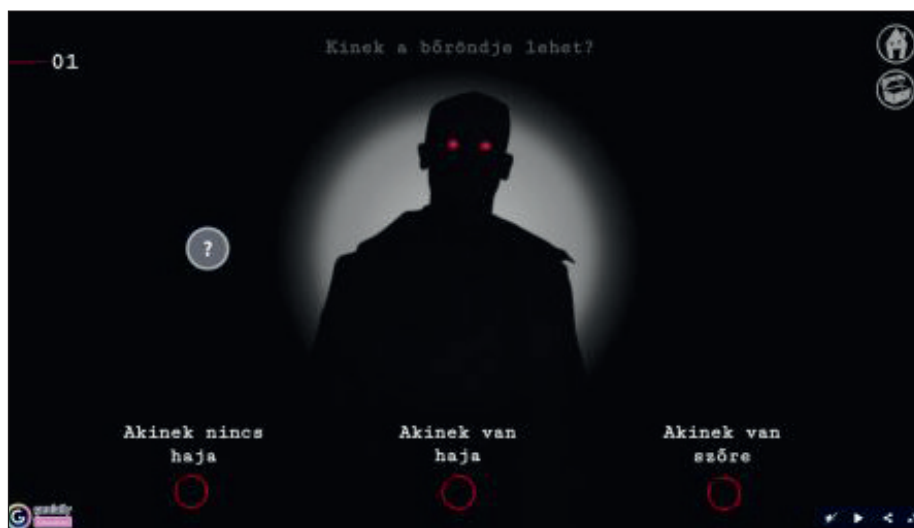 Kinek a bőröndje lehet?
01
?
Akinek nincs
haja
Akinek van
haja
Akinek van
szőre
G